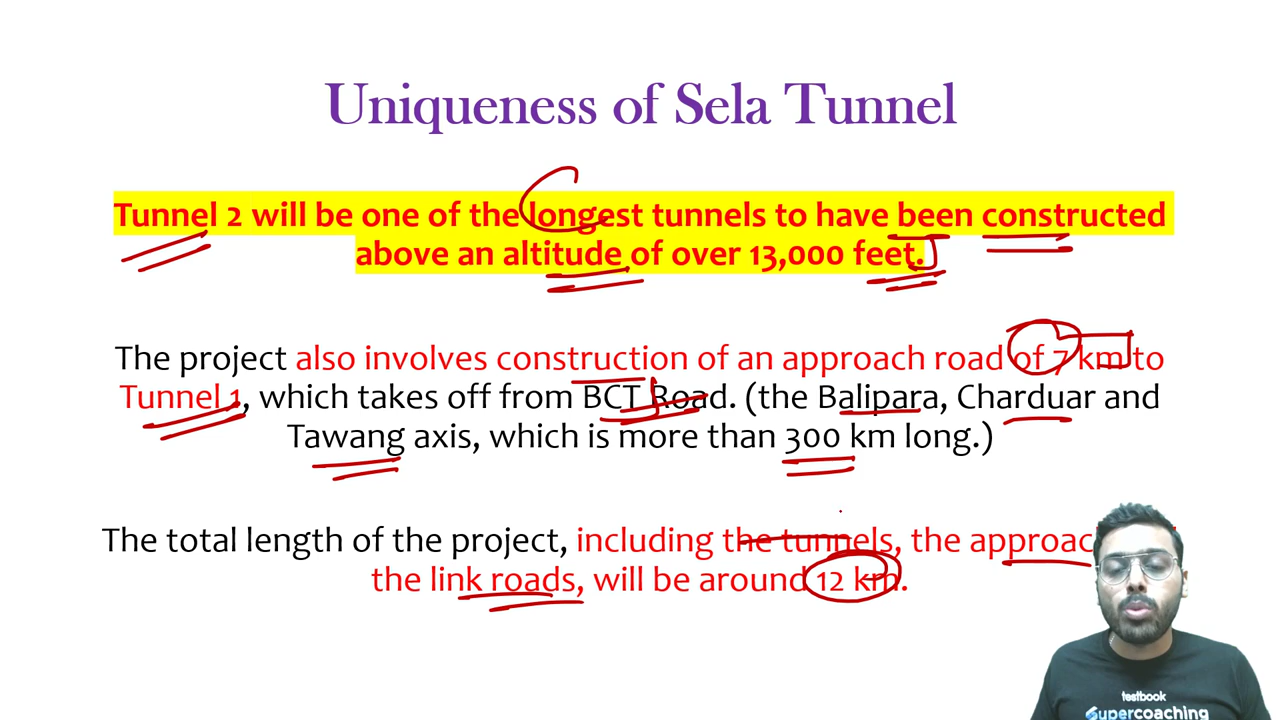 Uniqueness of Sela Tunnel
Tunnel 2 will be one of the longest tunnels to have been constructed
above an altitude of over 13,000 feet.
The project also involves construction of an approach road of 7 km to
Tunnel 1, which takes off from BCT Road. (the Balipara, Charduar and
Tawang axis, which is more than 300 km long.)
The total length of the project, including the tunnels, the
the link roads, will be around 12 km.
testbook
Supercoaching